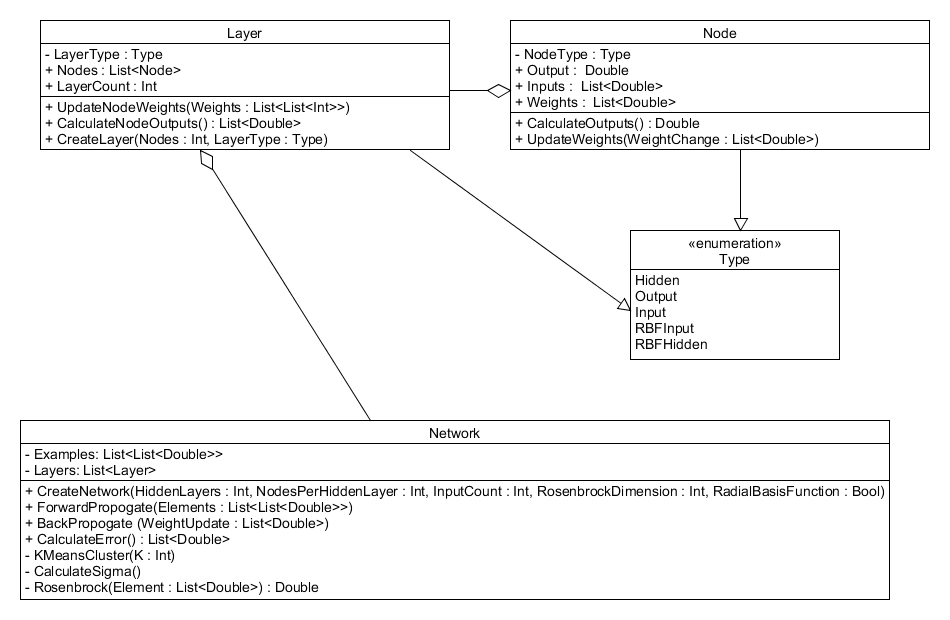 Layer
- LayerType : Type
+ Nodes : List<Node>
+ LayerCount : Int
+ UpdateNodeWeights(Weights : List<List<Int>>)
+ CalculateNodeOutputs() : List<Double>
+ CreateLayer(Nodes : Int, LayerType : Type)
Node
- NodeType : Type
+ Output : Double
+ Inputs : List<Double>
+ Weights : List<Double>
+ CalculateOutputs() : Double
+ UpdateWeights(WeightChange : List<Double>)
«enumeration»
Type
Hidden
Output
Input
RBFInput
RBFHidden
Network
- Examples: List<List<Double>>
- Layers: List<Layer>
+ CreateNetwork(HiddenLayers : Int, NodesPerHiddenLayer : Int, InputCount : Int, RosenbrockDimension : Int, RadialBasisFunction : Bool)
+ ForwardPropogate(Elements : List<List<Double>>)
+ BackPropogate (WeightUpdate : List<Double>)
+ CalculateError() : List<Double>
- KMeansCluster(K : Int)
- CalculateSigma()
- Rosenbrock(Element : List<Double>) : Double